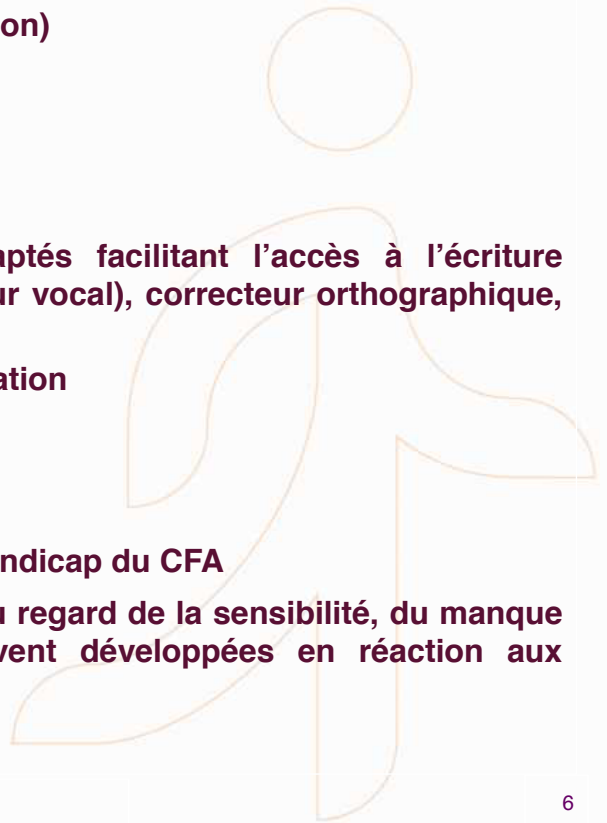 on)
aptés facilitant l’accès à l’écriture
ur vocal), correcteur orthographique,
ation
ndicap du CFA
u regard de la sensibilité, du manque
vent développées en réaction aux
6